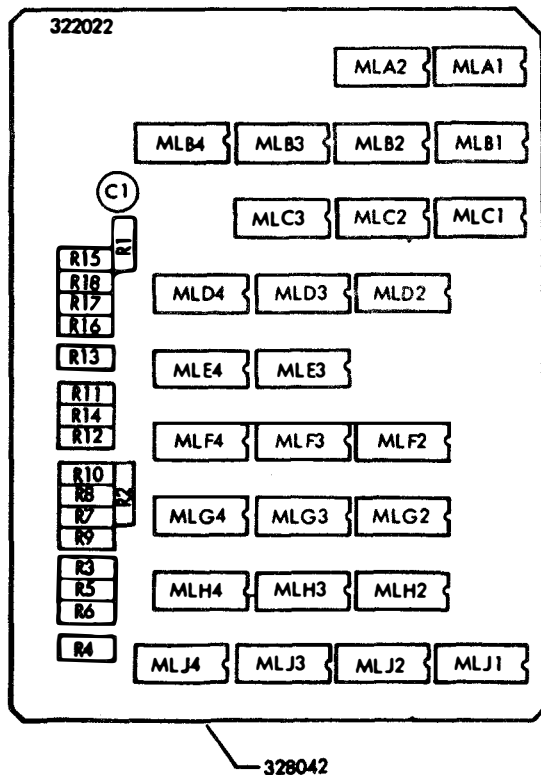 322022
MLA2 MLA1
MLB4 MLB3 MLB2 MLB1
C1
MLC3 MLC2 MLC1
R1
R15
R18
R17
R16
MLD4 MLD3 MLD2
R13
MLE4 MLE3
R11
R14
R12
MLF4 MLF3 MLF2
R10
R8
R2
R7
R9
MLG4 MLG3 MLG2
R3
R5
R6
MLH4 MLH3 MLH2
R4
MLJ4 MLJ3 MLJ2 MLJ1
328042